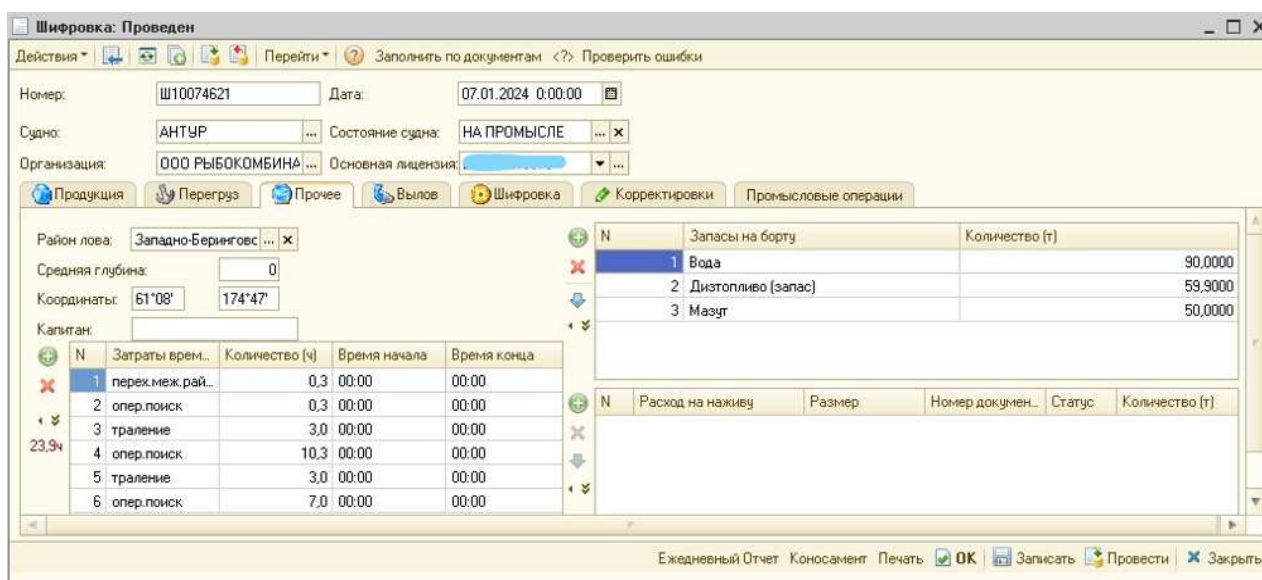 Шифровка: Проведен
Действия Перейти Заполнить по документам <?> Проверить ошибки
Номер: Ш10074621 Дата: 07.01.2024 0:00:00
Судно: АНТУР ... Состояние судна: НА ПРОМЫСЛЕ ... x
Организация: ООО РЫБОКОМБИНА ... Основная лицензия: ...
Продукция Перегруз Прочее Вылов Шифровка Корректировки Промысловые операции
Район лова: Западно-Беринговс ... x
Средняя глубина: 0
Координаты: 61°08' 174°47'
Капитан:
N Затраты врем... Количество (ч) Время начала Время конца
1 перех.меж.рай... 0,3 00:00 00:00
2 опер.поиск 0,3 00:00 00:00
3 траление 3,0 00:00 00:00
4 опер.поиск 10,3 00:00 00:00
5 траление 3,0 00:00 00:00
6 опер.поиск 7,0 00:00 00:00
23,9ч
N Запасы на борту Количество (т)
1 Вода 90,0000
2 Дизтопливо (запас) 59,9000
3 Мазут 50,0000
N Расход на наживу Размер Номер докумен... Статус Количество (т)
Ежедневный Отчет Коносамент Печать OK Записать Провести Закрыть